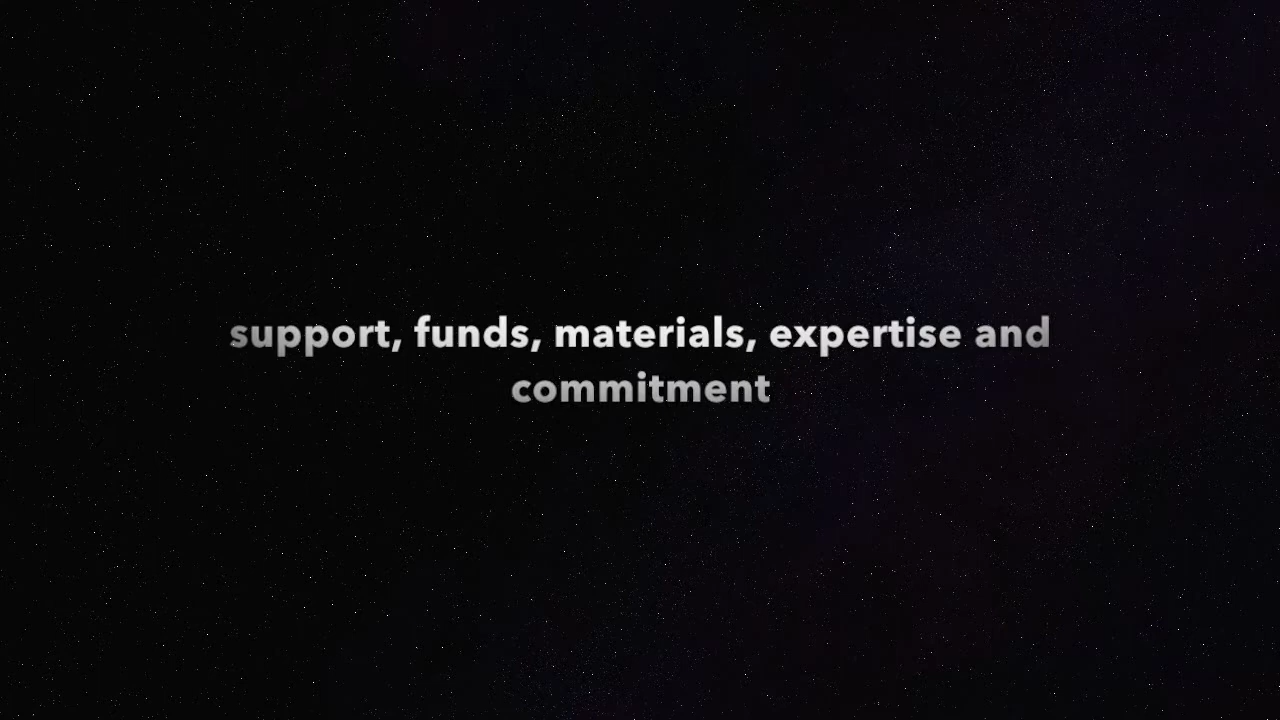 support, funds, materials, expertise and
commitment